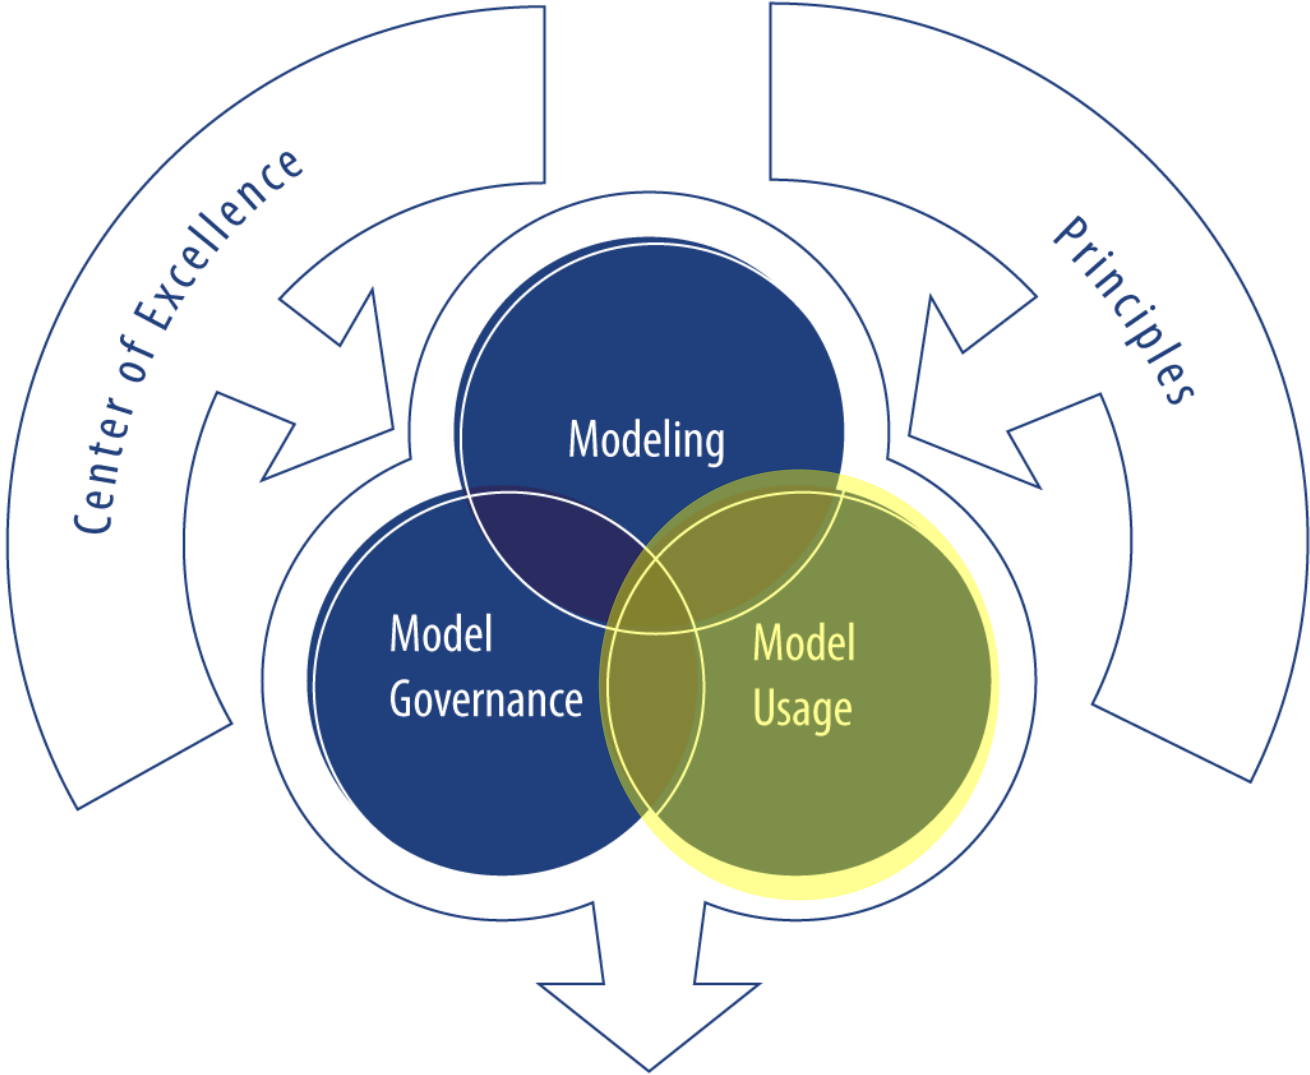 Center of Excellence
Principles
Modeling
Model
Governance
Model
Usage